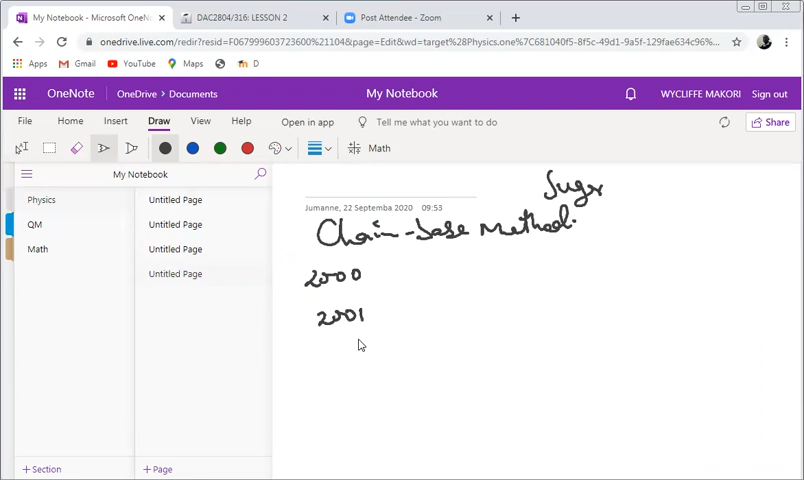 My Notebook - Microsoft OneNote
DAC2804/316: LESSON 2
Post Attendee - Zoom
onedrive.live.com/redir?resid=F067999603723600%21104&page=Edit&wd=target%28Physics.one%7C681040f5-8f5c-49d1-9a5f-129fae634c96%...
Apps
Gmail
YouTube
Maps
D
OneNote
OneDrive > Documents
My Notebook
WYCLIFFE MAKORI
Sign out
File
Home
Insert
Draw
View
Help
Open in app
Tell me what you want to do
Share
Math
My Notebook
Physics
Untitled Page
QM
Untitled Page
Math
Untitled Page
Untitled Page
Sugar
Jumanne, 22 Septemba 2020 09:53
Chain-base Method.
2000
2001
+ Section
+ Page